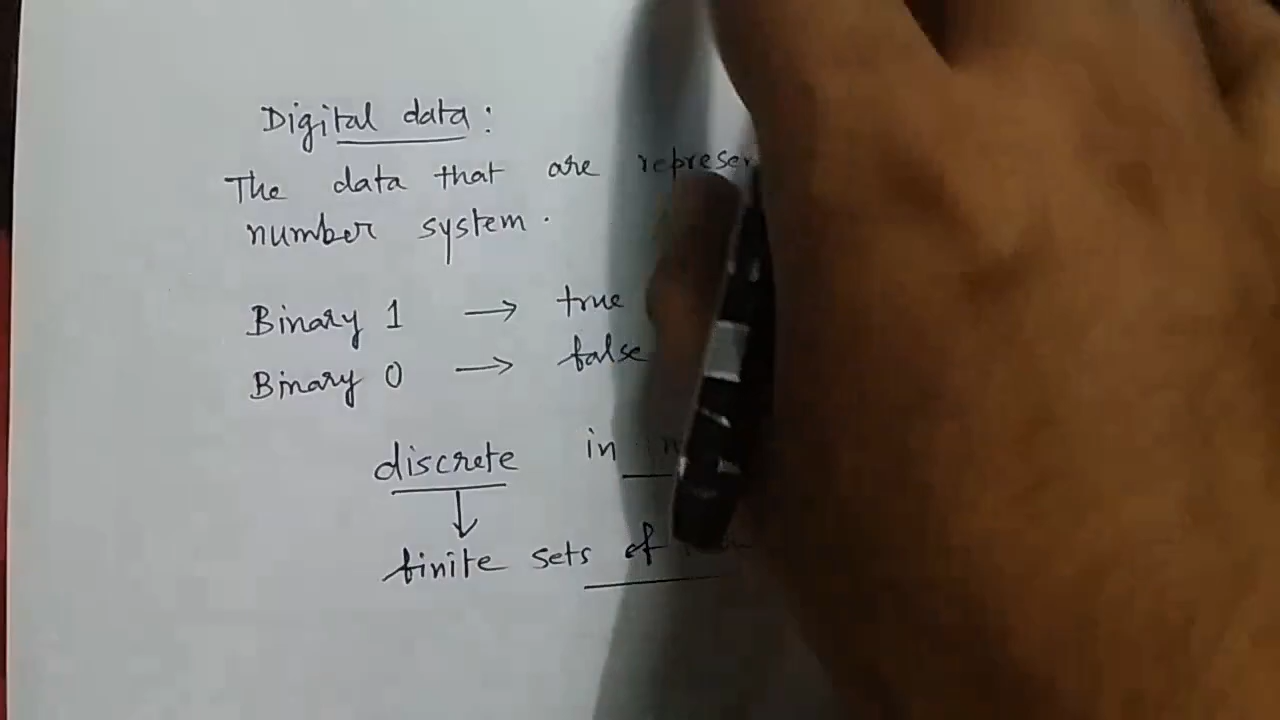 Digital data :
The data that are represen
number system.
Binary 1 → true
Binary 0 → false
discrete in
↓
finite sets of